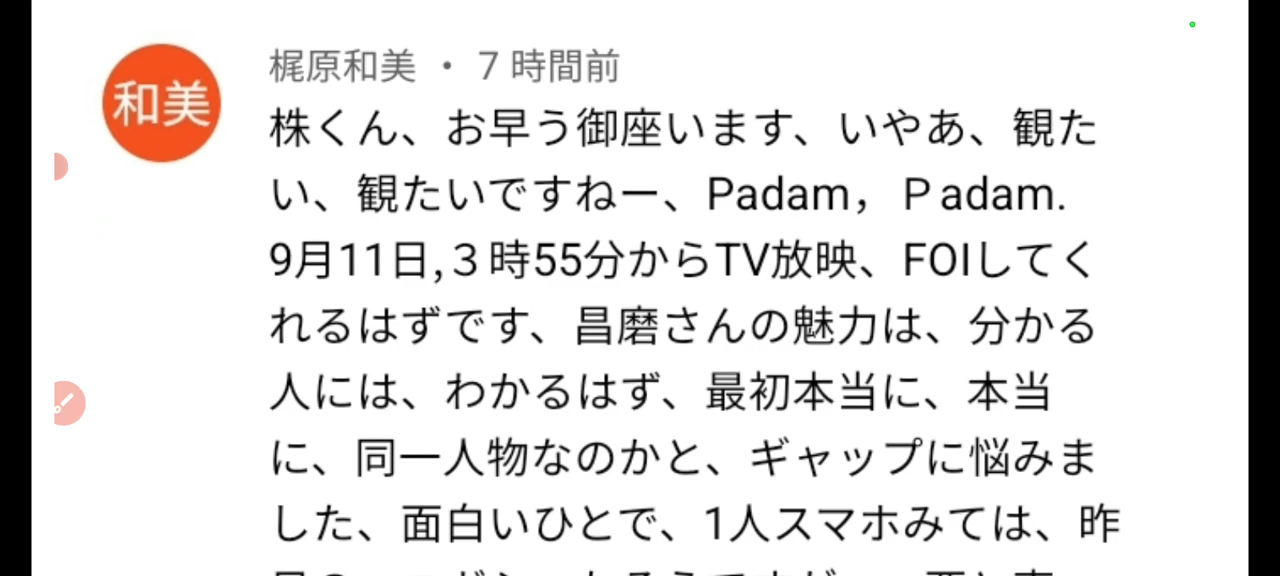 和美
梶原和美 ・ 7 時間前
株くん、お早う御座います、いやあ、観た
い、観たいですねー、Padam，Ｐadam.
9月11日,３時55分からTV放映、FOIしてく
れるはずです、昌磨さんの魅力は、分かる
人には、わかるはず、最初本当に、本当
に、同一人物なのかと、ギャップに悩みま
した、面白いひとで、1人スマホみては、昨